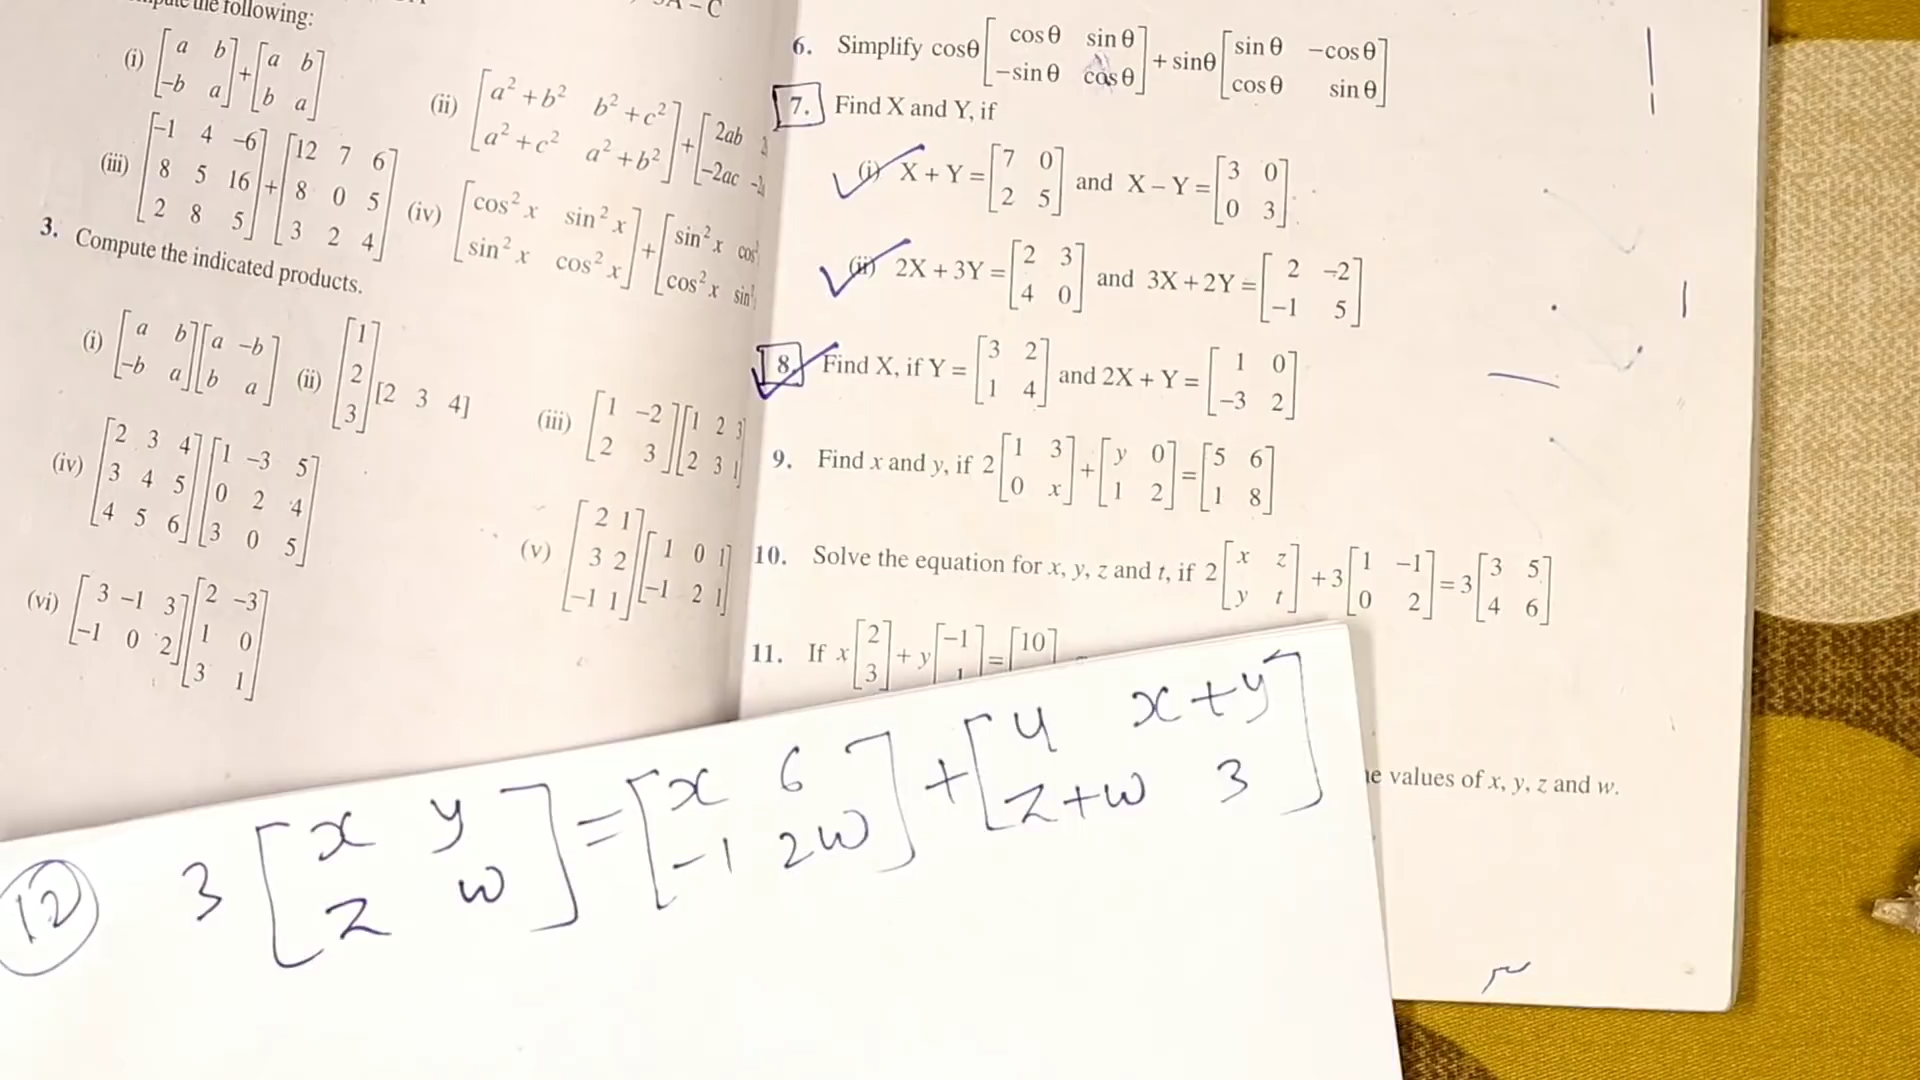 the following:
A – C
(i) [a b -b a] + [a b b a]
(ii) [a² + b² b² + c² a² + c² a² + b²] + [2ab -2ac
(iii) [-1 4 -6 8 5 16 2 8 5] + [12 7 6 8 0 5 3 2 4]
(iv) [cos² x sin² x sin² x cos² x] + [sin² x cos² x
3. Compute the indicated products.
(i) [a b -b a] [a -b b a]
(ii) [1 2 3] [2 3 4]
(iii) [1 -2 2 3] [1 2 3 2 3 1]
(iv) [2 3 4 3 4 5 4 5 6] [1 -3 5 0 2 4 3 0 5]
(v) [2 1 3 2 -1 1] [1 0 1 -1 2 1]
(vi) [3 -1 3 -1 0 2] [2 -3 1 0 3 1]
6. Simplify cosθ [cosθ sinθ -sinθ cosθ] + sinθ [sinθ -cosθ cosθ sinθ]
7. Find X and Y, if
(i) X + Y = [7 0 2 5] and X – Y = [3 0 0 3]
(ii) 2X + 3Y = [2 3 4 0] and 3X + 2Y = [2 -2 -1 5]
8. Find X, if Y = [3 2 1 4] and 2X + Y = [1 0 -3 2]
9. Find x and y, if 2 [1 3 0 x] + [y 0 1 2] = [5 6 1 8]
10. Solve the equation for x, y, z and t, if 2 [x z y t] + 3 [1 -1 0 2] = 3 [3 5 4 6]
11. If x [2 3] + y [-1 1] = [10
e values of x, y, z and w.
12 3 [x y z w] = [x 6 -1 2w] + [4 x+y z+w 3]